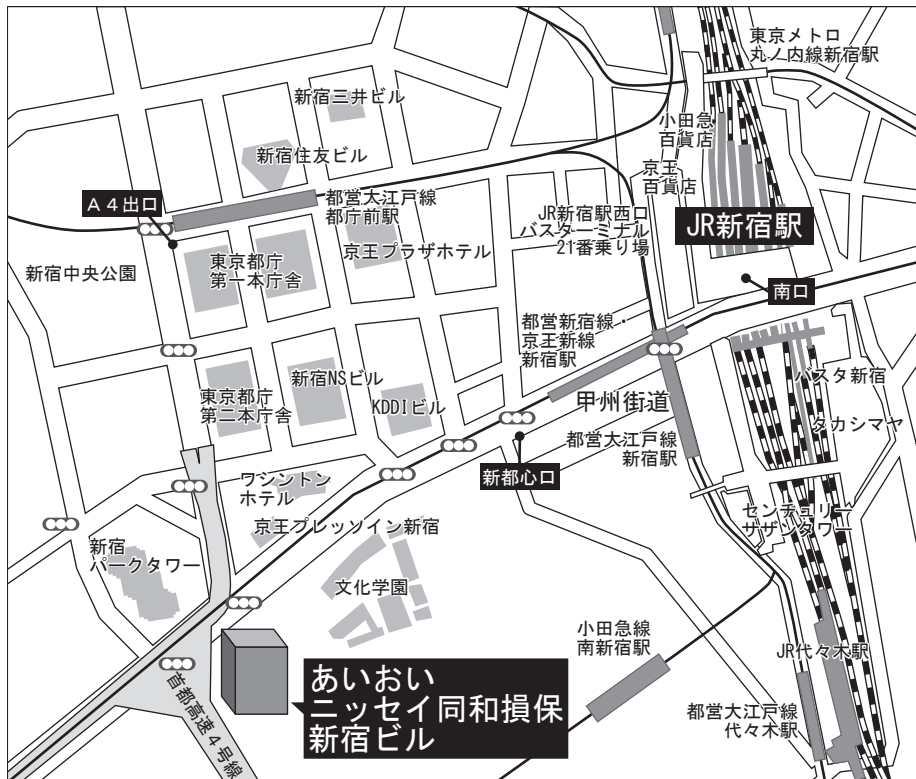 東京メトロ
丸ノ内線新宿駅
新宿三井ビル
小田急
百貨店
新宿住友ビル
京王
百貨店
A4出口
都営大江戸線
都庁前駅
JR新宿駅西口
バスターミナル
21番乗り場
JR新宿駅
京王プラザホテル
東京都庁
第一本庁舎
新宿中央公園
南口
都営新宿線・
京王新線
新宿駅
新宿NSビル
バスタ新宿
東京都庁
第二本庁舎
KDDIビル
甲州街道
タカシマヤ
都営大江戸線
新宿駅
新都心口
ワシントン
ホテル
センチュリー
サザンタワー
京王プレッソイン新宿
新宿
パークタワー
文化学園
小田急線
南新宿駅
JR代々木駅
あいおい
ニッセイ同和損保
新宿ビル
首都高速4号線
都営大江戸線
代々木駅